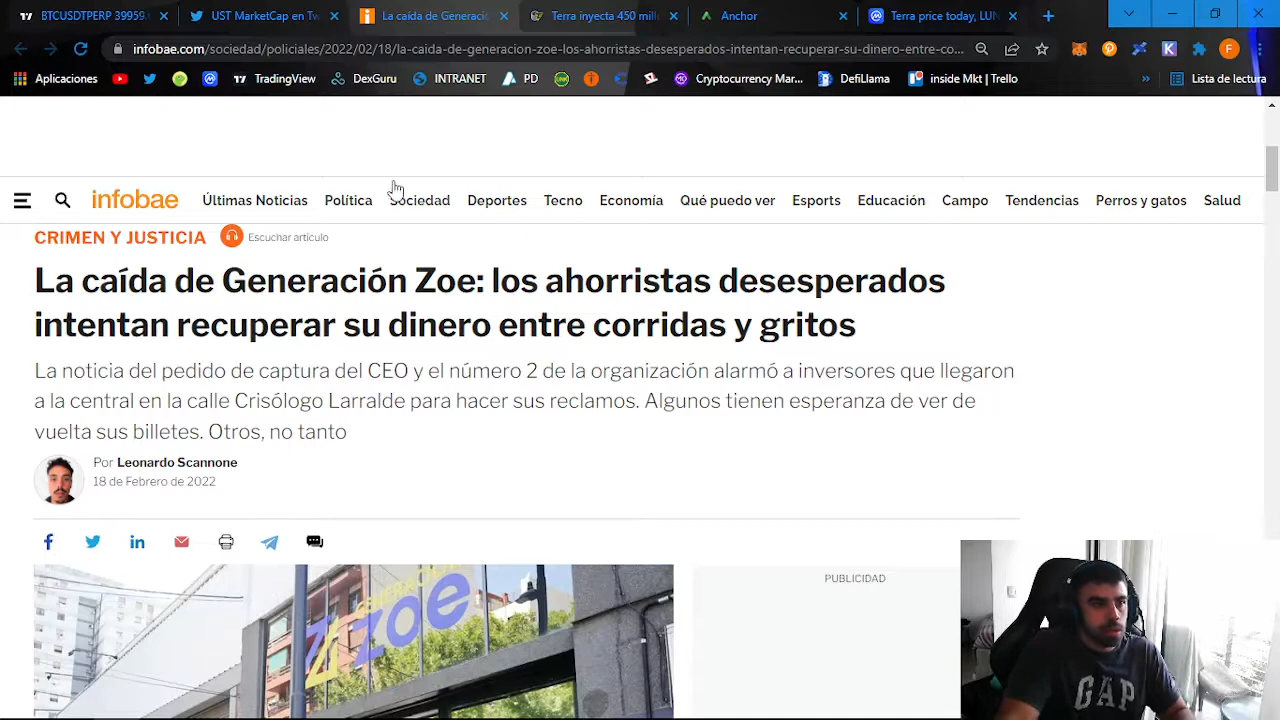 BTCUSDTPERP 39959.
UST MarketCap en Tw
La caída de Generació
Terra inyecta 450 mill
Anchor
Terra price today, LUN
infobae.com/sociedad/policiales/2022/02/18/la-caida-de-generacion-zoe-los-ahorristas-desesperados-intentan-recuperar-su-dinero-entre-co...
F
Aplicaciones
TradingView
DexGuru
INTRANET
PD
Cryptocurrency Mar...
DefiLlama
inside Mkt | Trello
»
Lista de lectura
infobae
Últimas Noticias
Política
Sociedad
Deportes
Tecno
Economía
Qué puedo ver
Esports
Educación
Campo
Tendencias
Perros y gatos
Salud
CRIMEN Y JUSTICIA
Escuchar artículo
La caída de Generación Zoe: los ahorristas desesperados
intentan recuperar su dinero entre corridas y gritos
La noticia del pedido de captura del CEO y el número 2 de la organización alarmó a inversores que llegaron
a la central en la calle Crisólogo Larralde para hacer sus reclamos. Algunos tienen esperanza de ver de
vuelta sus billetes. Otros, no tanto
Por Leonardo Scannone
18 de Febrero de 2022
PUBLICIDAD
GENERACIÓN
zoe
GAP